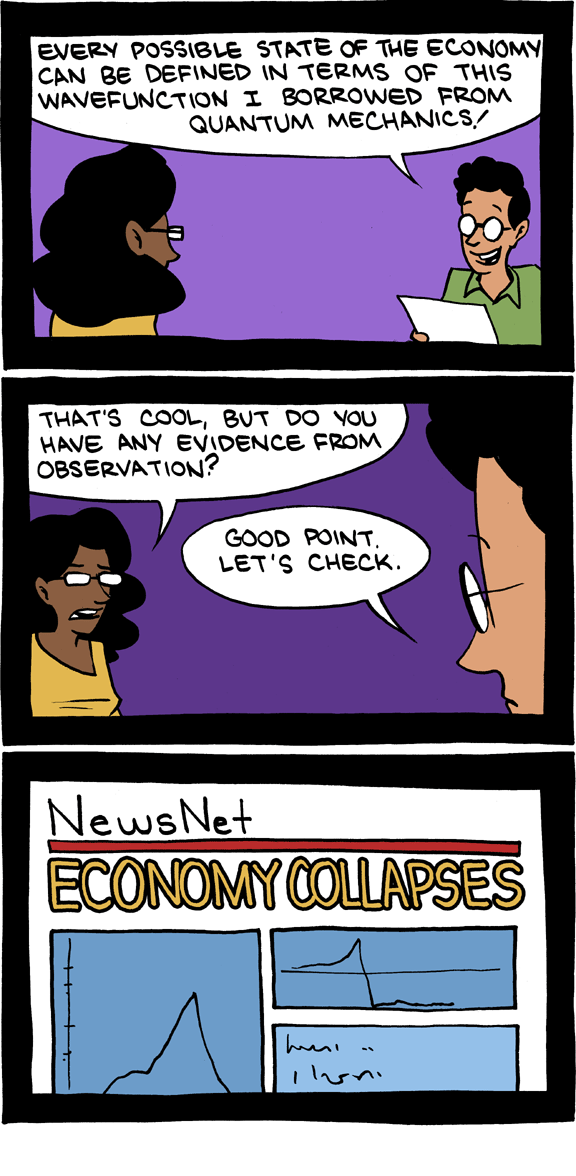 EVERY POSSIBLE STATE OF THE ECONOMY
CAN BE DEFINED IN TERMS OF THIS
WAVEFUNCTION I BORROWED FROM
QUANTUM MECHANICS!
THAT'S COOL, BUT DO YOU
HAVE ANY EVIDENCE FROM
OBSERVATION?
GOOD POINT.
LET'S CHECK.
NewsNet
ECONOMY COLLAPSES